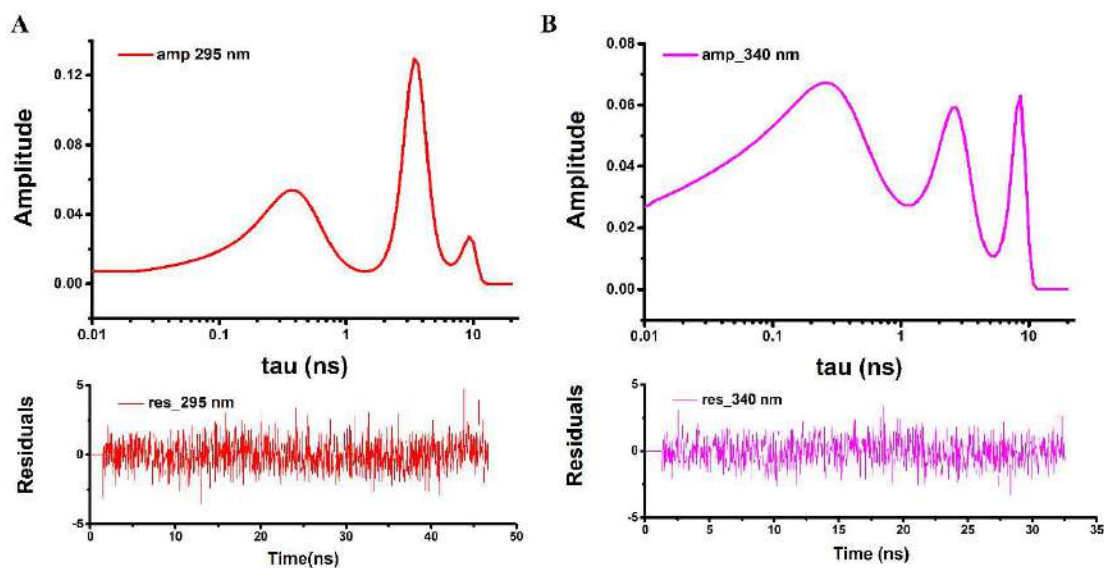 A
amp 295 nm
Amplitude
0.12
0.08
0.04
0.00
0.01
0.1
1
10
tau (ns)
res_295 nm
Residuals
5
0
-5
0
10
20
30
40
50
Time(ns)
B
amp_340 nm
Amplitude
0.08
0.06
0.04
0.02
0.00
0.01
0.1
1
10
tau (ns)
res_340 nm
Residuals
5
0
-5
0
5
10
15
20
25
30
35
Time (ns)